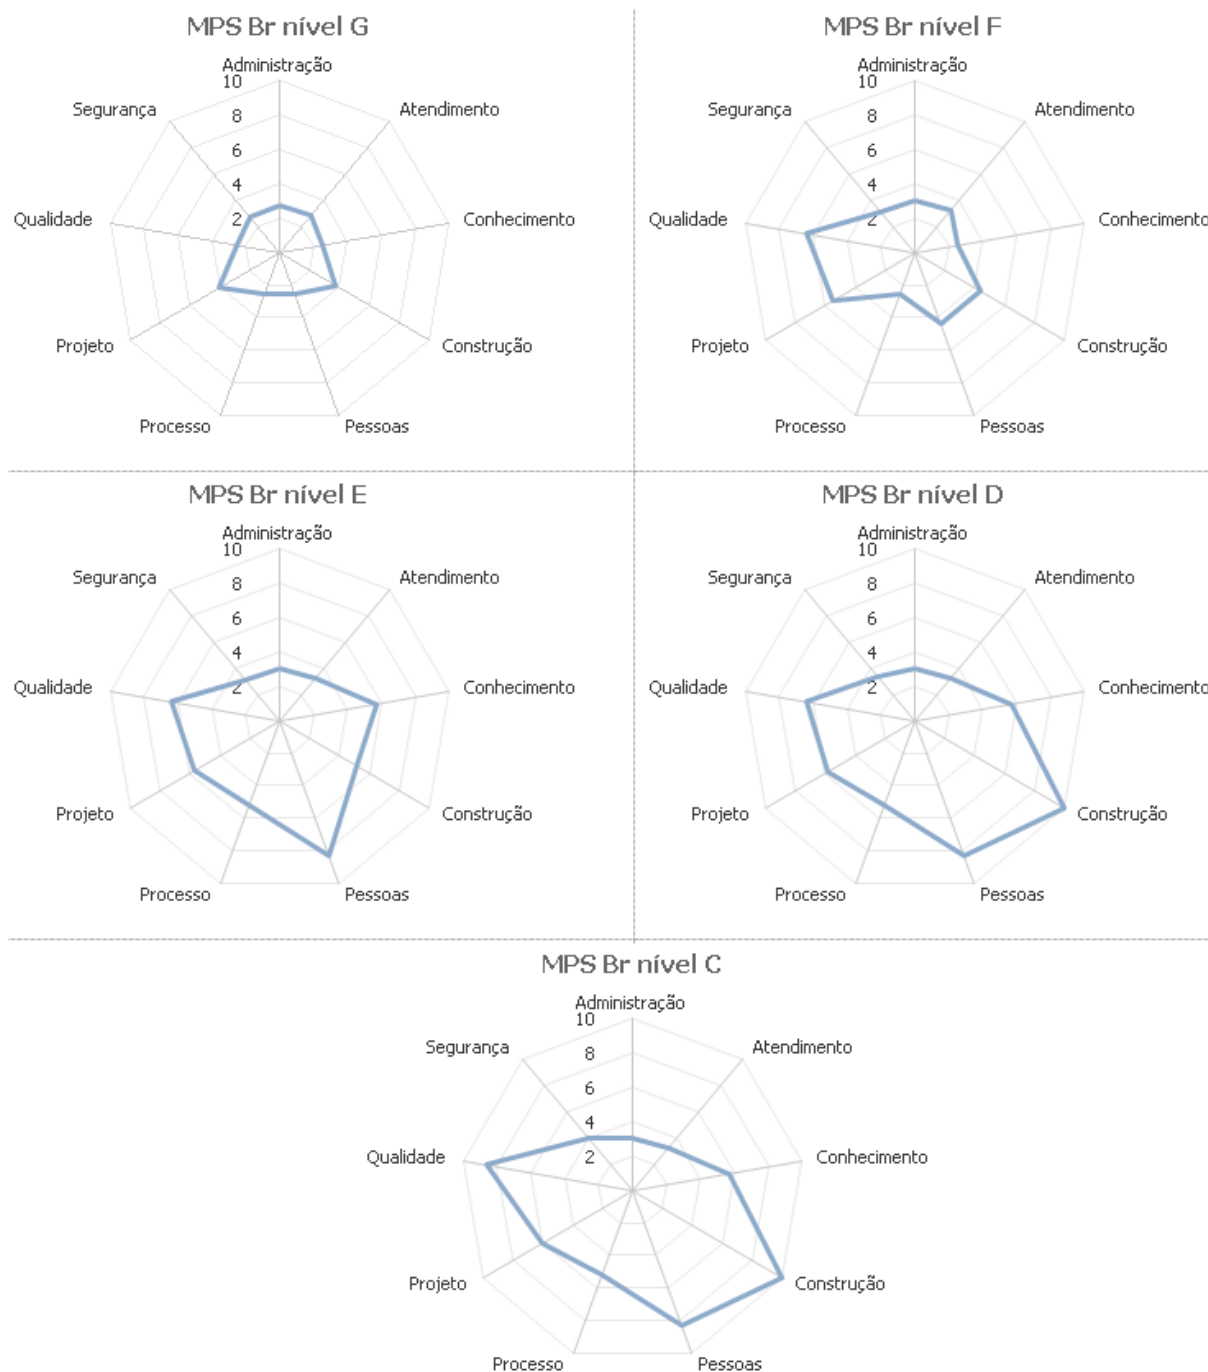 MPS Br nível G
Administração
10
Segurança
8
Atendimento
6
4
Qualidade
2
Conhecimento
Projeto
Construção
Processo
Pessoas
MPS Br nível F
Administração
10
Segurança
8
Atendimento
6
4
Qualidade
2
Conhecimento
Projeto
Construção
Processo
Pessoas
MPS Br nível E
Administração
10
Segurança
8
Atendimento
6
4
Qualidade
2
Conhecimento
Projeto
Construção
Processo
Pessoas
MPS Br nível D
Administração
10
Segurança
8
Atendimento
6
4
Qualidade
2
Conhecimento
Projeto
Construção
Processo
Pessoas
MPS Br nível C
Administração
10
Segurança
8
Atendimento
6
4
Qualidade
2
Conhecimento
Projeto
Construção
Processo
Pessoas